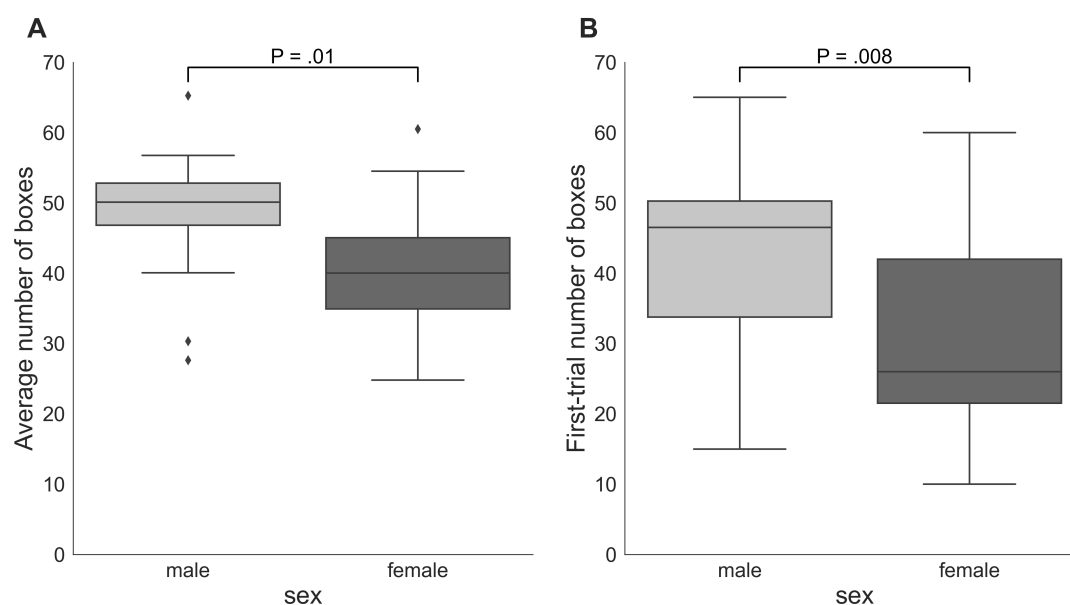 A
P = .01
70
60
50
40
30
20
10
0
Average number of boxes
male
female
sex
B
P = .008
70
60
50
40
30
20
10
0
First-trial number of boxes
male
female
sex